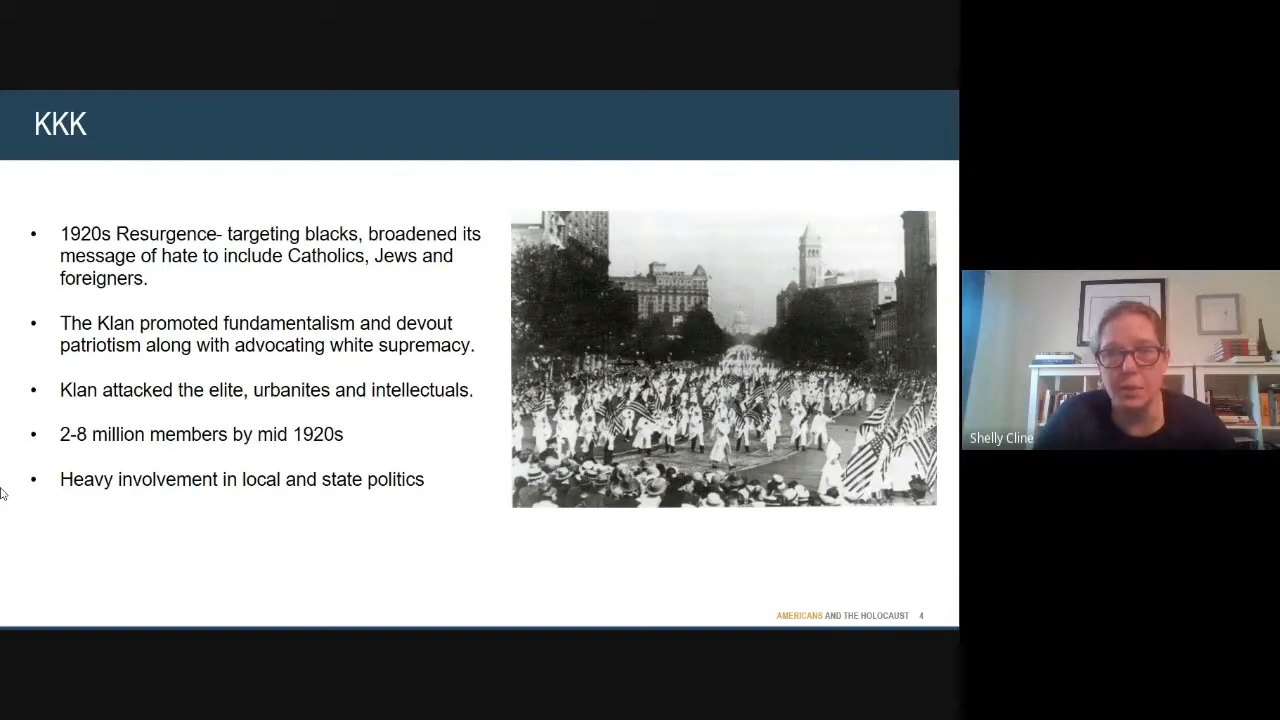 KKK
• 1920s Resurgence- targeting blacks, broadened its
message of hate to include Catholics, Jews and
foreigners.
• The Klan promoted fundamentalism and devout
patriotism along with advocating white supremacy.
• Klan attacked the elite, urbanites and intellectuals.
• 2-8 million members by mid 1920s
• Heavy involvement in local and state politics
AMERICANS AND THE HOLOCAUST 4
Shelly Cline